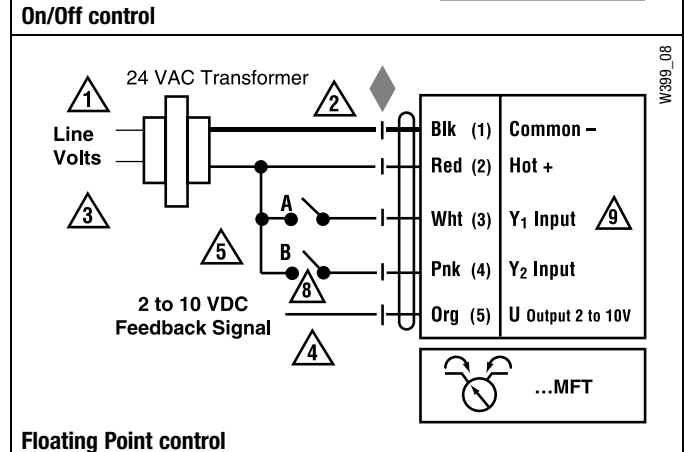 On/Off control
W399_08
24 VAC Transformer
1
2
Line
Volts
3
Blk (1) Common –
Red (2) Hot +
A
Wht (3) Y₁ Input 9
5
B
Pnk (4) Y₂ Input
8
2 to 10 VDC
Feedback Signal
Org (5) U Output 2 to 10V
4
...MFT
Floating Point control